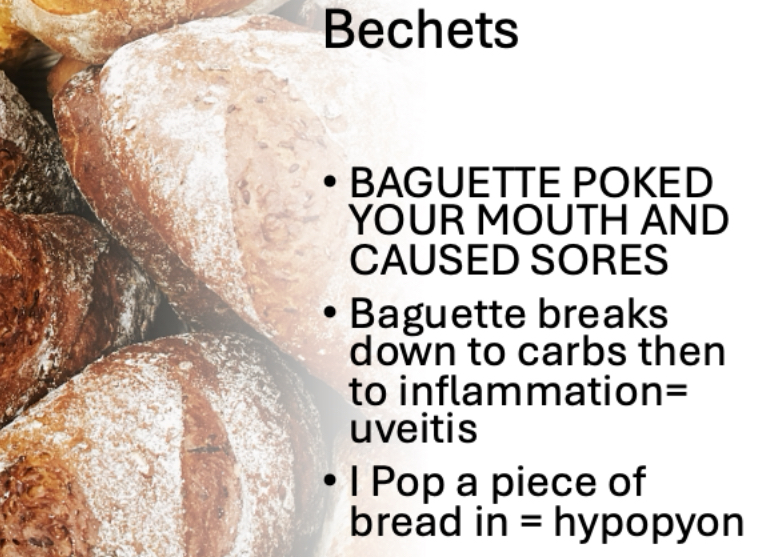 Bechets
• BAGUETTE POKED
YOUR MOUTH AND
CAUSED SORES
• Baguette breaks
down to carbs then
to inflammation=
uveitis
• I Pop a piece of
bread in = hypopyon